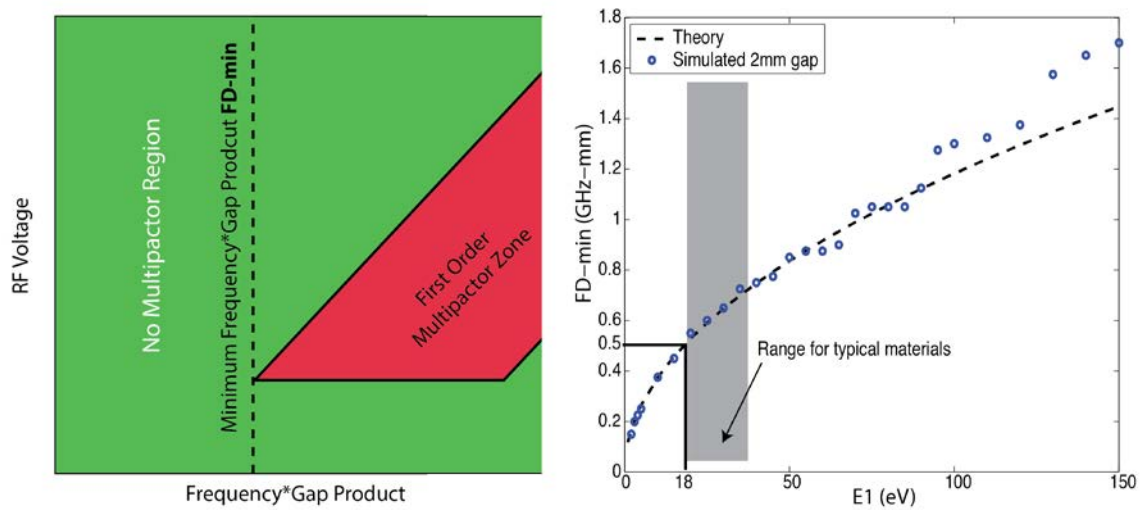 RF Voltage
No Multipactor Region
Minimum Frequency*Gap Prodcut FD-min
First Order
Multipactor Zone
Frequency*Gap Product
FD-min (GHz-mm)
1.8
1.6
1.4
1.2
1
0.8
0.6
0.5
0.4
0.2
0
Theory
Simulated 2mm gap
Range for typical materials
0
18
50
100
150
E1 (eV)